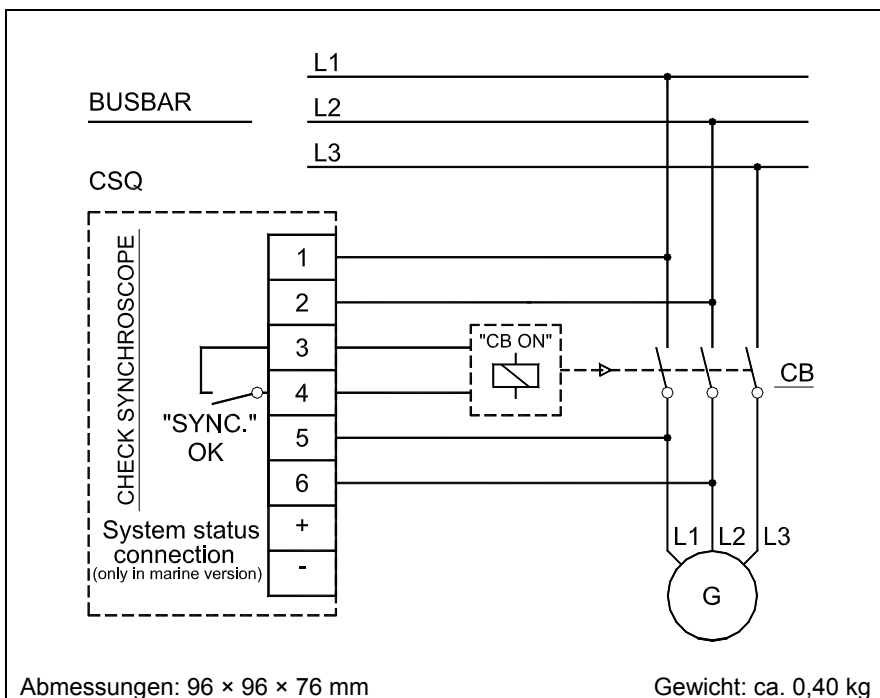 L1
BUSBAR
L2
L3
CSQ
CHECK SYNCHROSCOPE
1
2
3
"CB ON"
4
CB
"SYNC."
OK
5
6
System status
connection
(only in marine version)
+
-
L1 L2 L3
G
Abmessungen: 96 × 96 × 76 mm
Gewicht: ca. 0,40 kg